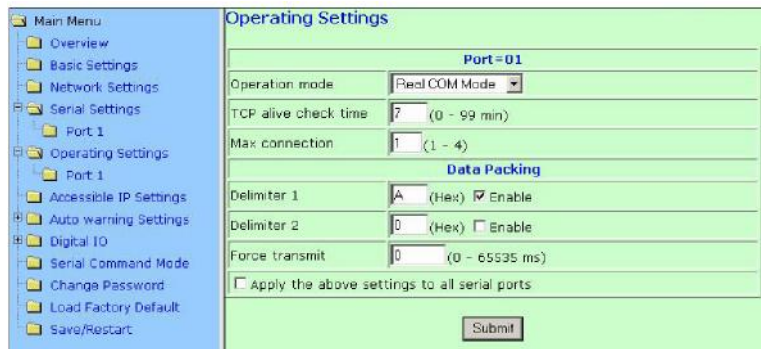 Main Menu
Overview
Basic Settings
Network Settings
Serial Settings
Port 1
Operating Settings
Port 1
Accessible IP Settings
Auto warning Settings
Digital IO
Serial Command Mode
Change Password
Load Factory Default
Save/Restart
Operating Settings
Port=01
Operation mode Real COM Mode
TCP alive check time 7 (0 - 99 min)
Max connection 1 (1 - 4)
Data Packing
Delimiter 1 A (Hex) Enable
Delimiter 2 0 (Hex) Enable
Force transmit 0 (0 - 65535 ms)
Apply the above settings to all serial ports
Submit